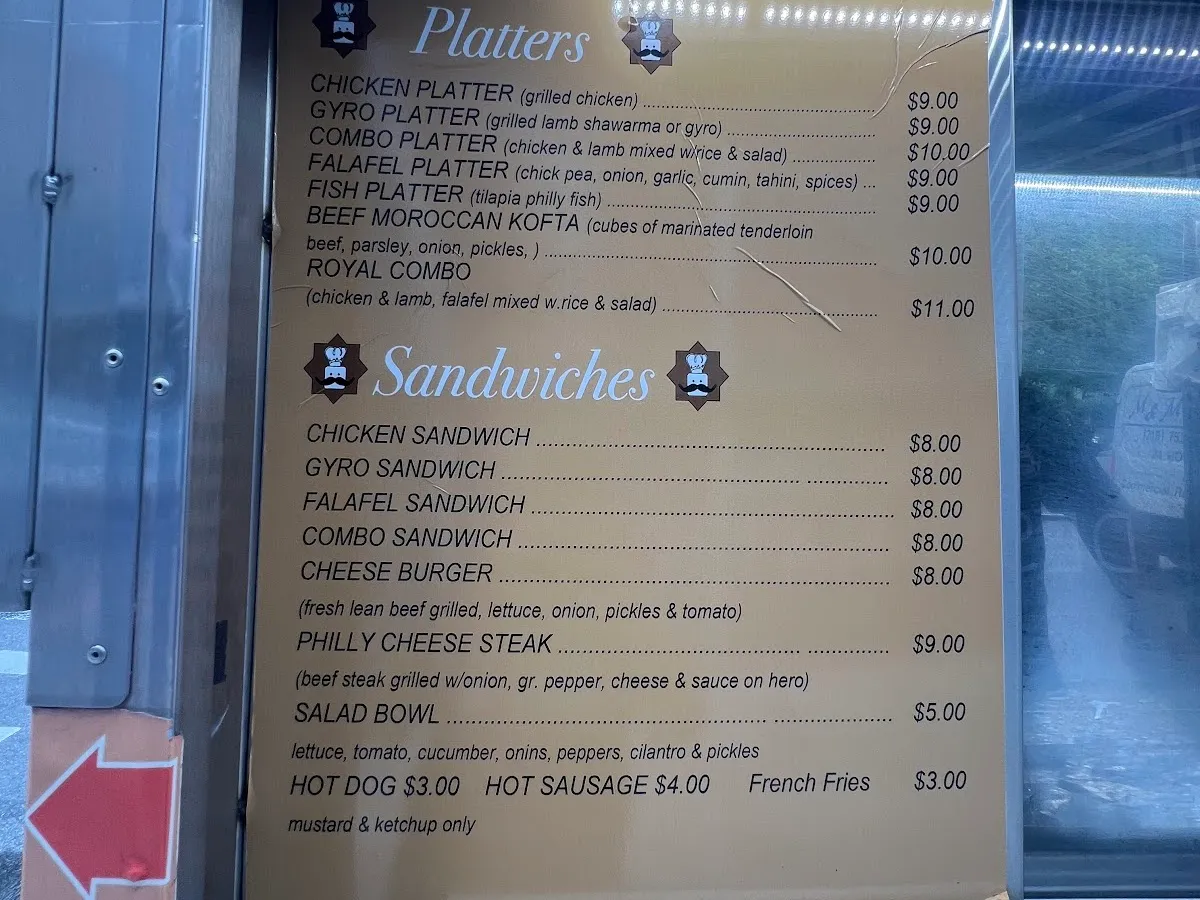 Platters
CHICKEN PLATTER (grilled chicken) ........................................ $9.00
GYRO PLATTER (grilled lamb shawarma or gyro) ......................... $9.00
COMBO PLATTER (chicken & lamb mixed w/rice & salad) .............. $10.00
FALAFEL PLATTER (chick pea, onion, garlic, cumin, tahini, spices) ... $9.00
FISH PLATTER (tilapia philly fish) .............................................. $9.00
BEEF MOROCCAN KOFTA (cubes of marinated tenderloin
beef, parsley, onion, pickles, ) .......................................................... $10.00
ROYAL COMBO
(chicken & lamb, falafel mixed w.rice & salad) .................................... $11.00
Sandwiches
CHICKEN SANDWICH ........................................................ $8.00
GYRO SANDWICH ............................................................. $8.00
FALAFEL SANDWICH ......................................................... $8.00
COMBO SANDWICH .......................................................... $8.00
CHEESE BURGER ............................................................. $8.00
(fresh lean beef grilled, lettuce, onion, pickles & tomato)
PHILLY CHEESE STEAK ...................................................... $9.00
(beef steak grilled w/onion, gr. pepper, cheese & sauce on hero)
SALAD BOWL ................................................................... $5.00
lettuce, tomato, cucumber, onins, peppers, cilantro & pickles
HOT DOG $3.00 HOT SAUSAGE $4.00 French Fries $3.00
mustard & ketchup only